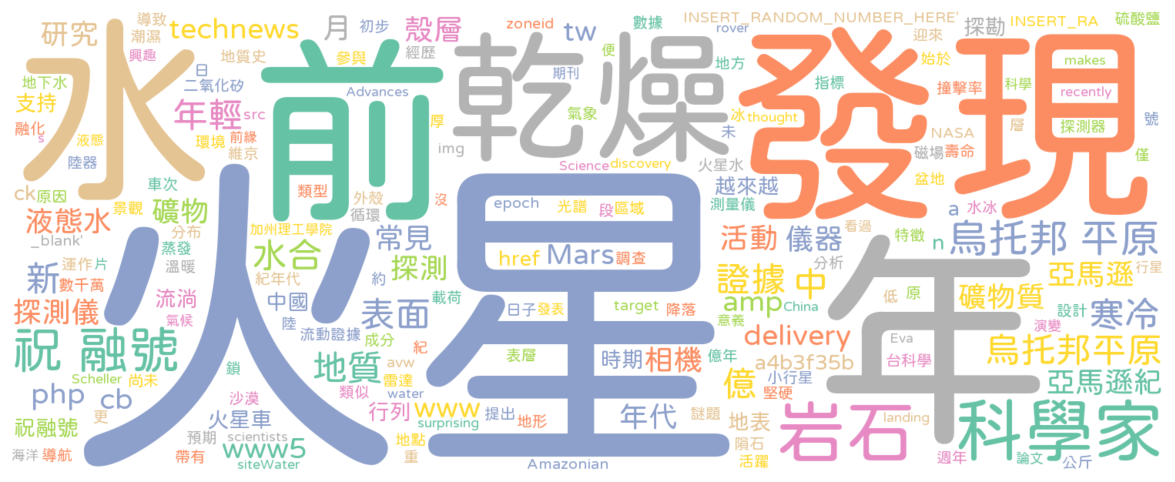 導致
潮濕
研究
興趣
technews
月
初步
殼層
zoneid
tw
數據
INSERT_RANDOM_NUMBER_HERE'
rover
迎來
探勘
INSERT_RA
硫酸鹽
地質史
參與
經歷
便
地方
始於
科學
makes
地下水
水
日
二氧化矽
前
期刊
乾燥
指標
發現
撞擊率
recently
支持
年輕
src
Advances
氣象
冰
thought
探測器
號
融化
s
液態
環境
前緣
維京
厚
img
未
NASA
層
陸器
Science
discovery
火星水
磁場
壽命
僅
ck
原因
車次
類型
外殼
沒
越來越
盆地
液態水
景觀
礦物
循環
epoch
光譜
段
區域
測量儀
a
水冰
_blank'
分布
加州理工學院
常見
活動
儀器
看過
特徵
n
烏托邦 平原
蒸發
水合
href
Mars
調查
新
運作
片
溫暖
紀年代
探測
證據 中
分析
亞馬遜
行星
數千萬
約
探測儀
流淌
中國
表面
載荷
日子
發表
target
降落
amp
China
低
原
礦物質
設計
寒冷
氣候
陸
流動證據
意義
祝 融號
地質
成分
紀
delivery
Eva
演變
烏托邦平原
鎖
表層
時期
相機
億年
a4b3f35b
台科學
Scheller
尚未
avw
雷達
water
類似
億
小行星
堅硬
亞馬遜紀
php
cb
沙漠
火星車
行列
www
提出
地形
年代
謎題
岩石
landing
科學家
年
祝融號
更
surprising
地表
預期
scientists
地點
隕石
海洋
導航
帶有
www5
siteWater
重
火星
Amazonian
活躍
週年
論文
公斤